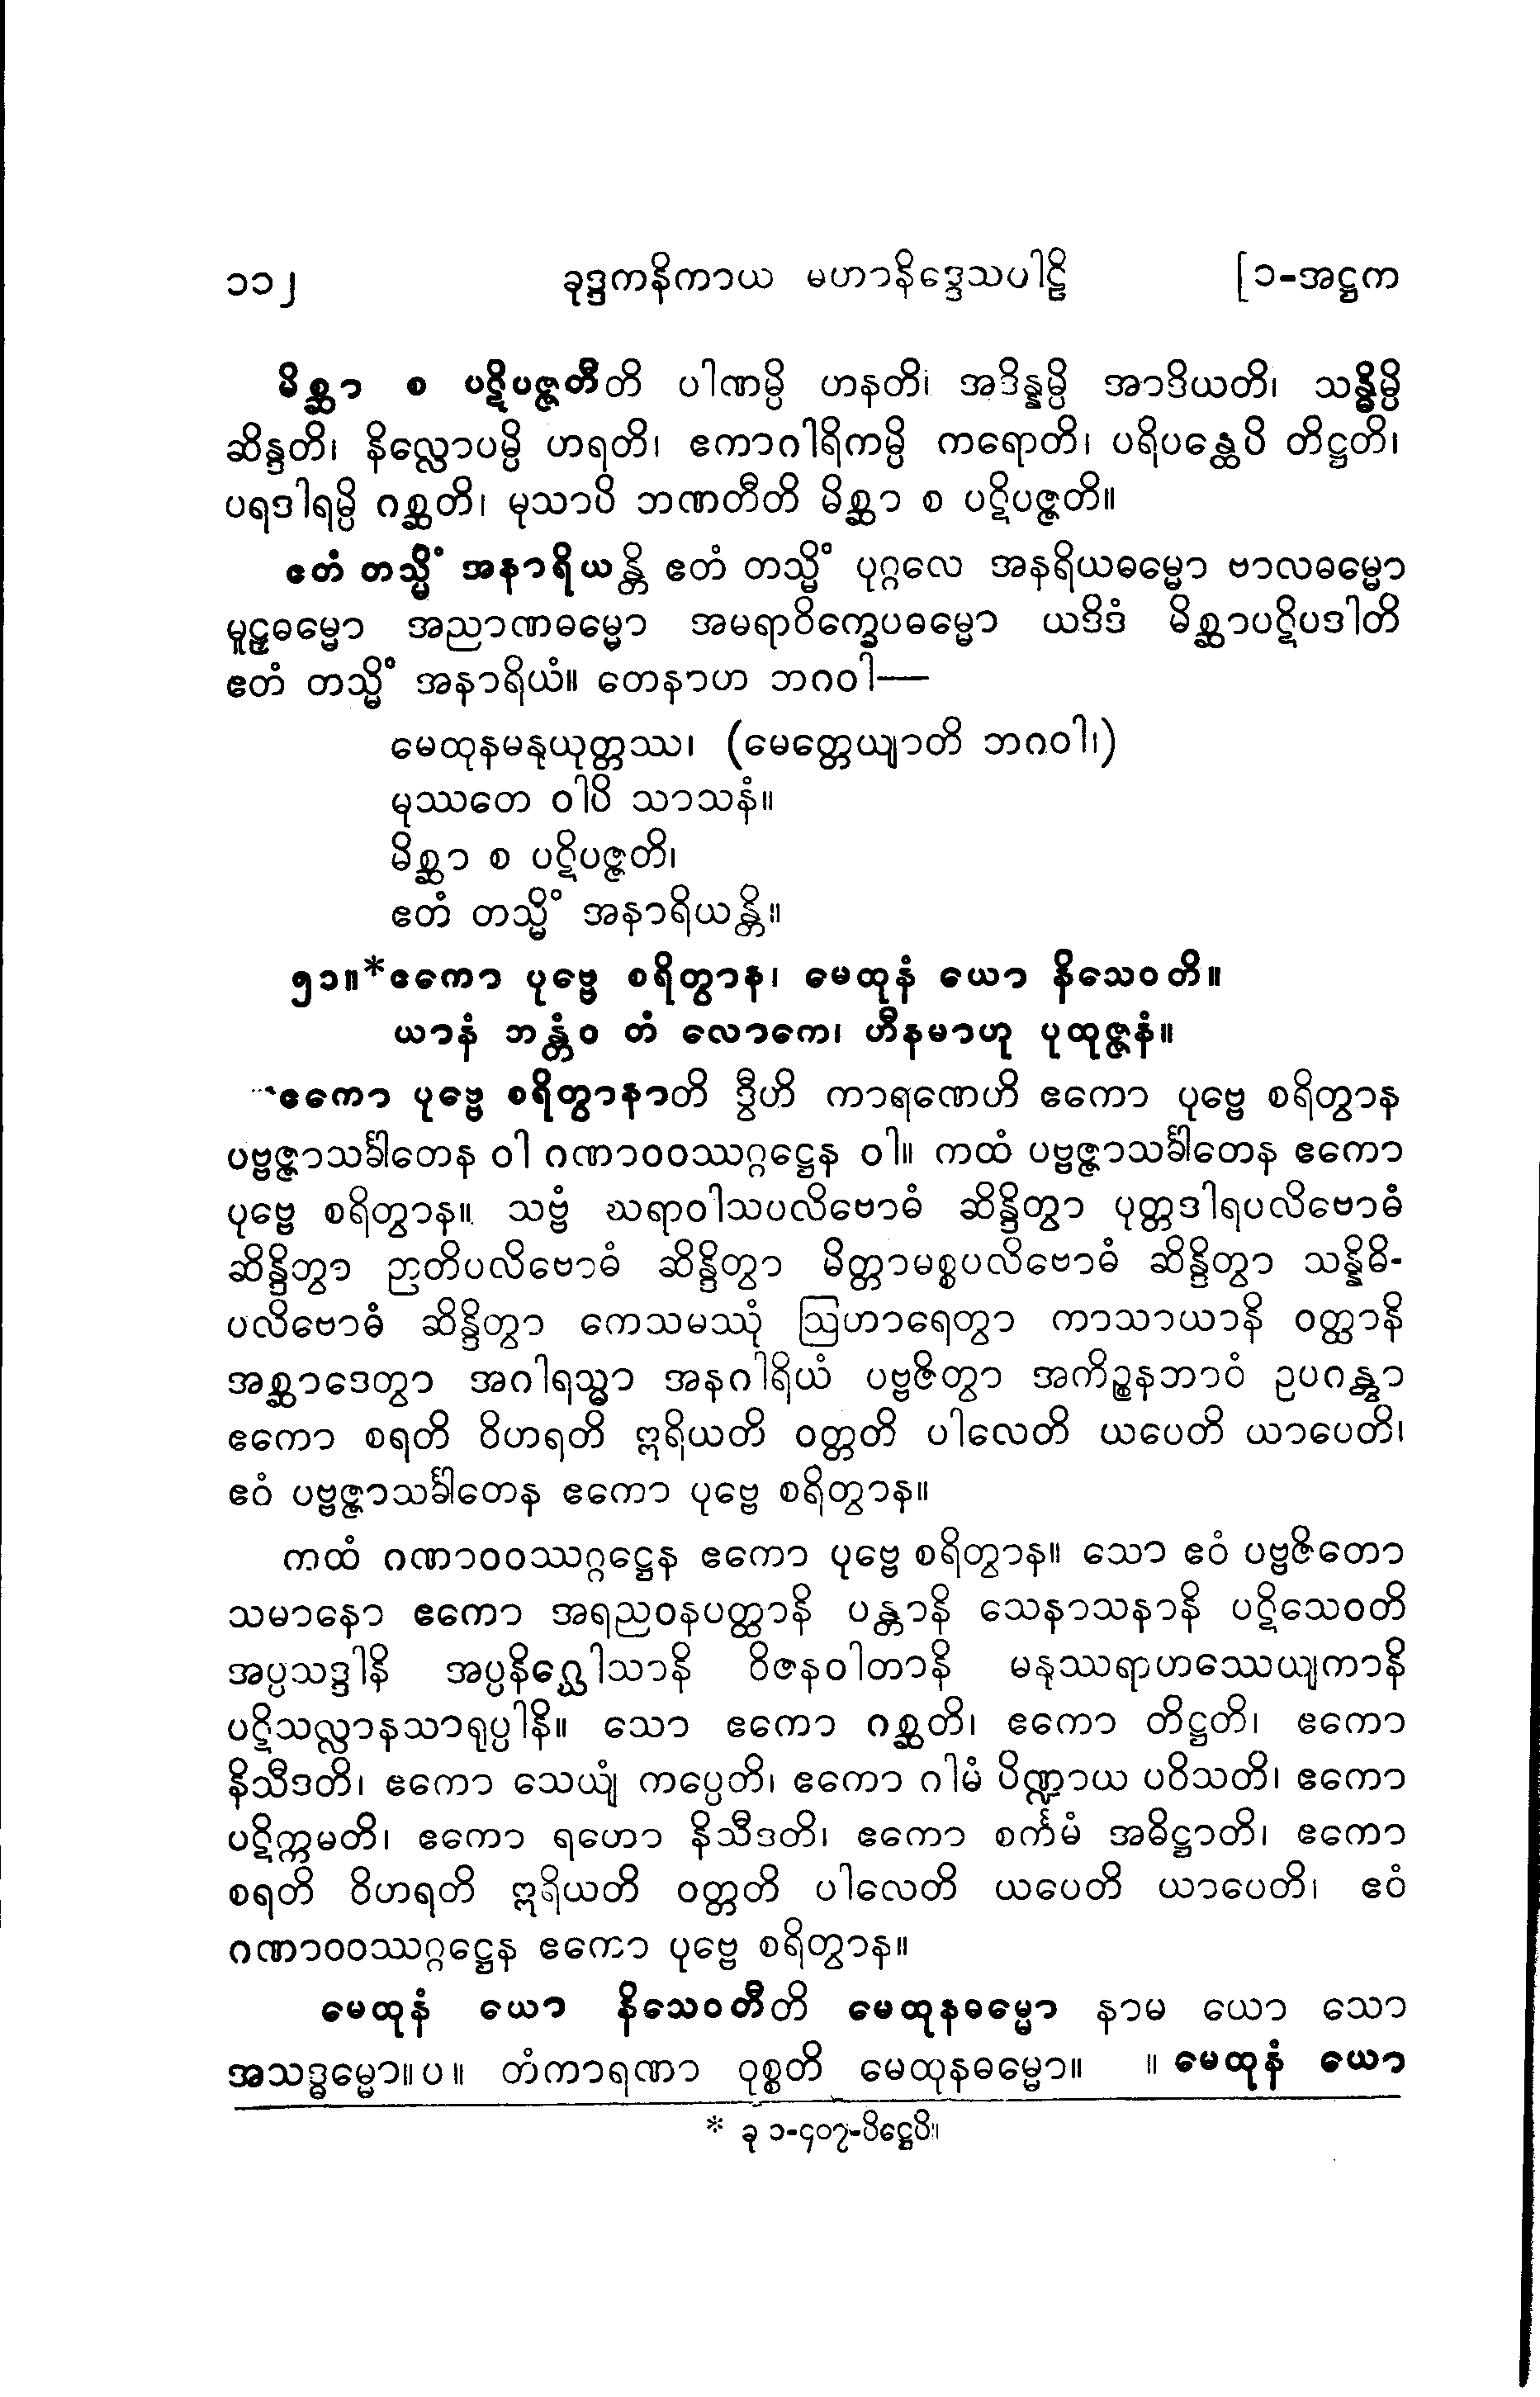 ၁၁၂ ခုဒ္ဒကနိကာယ မဟာနိဒ္ဒေသပါဠိ [၁-အဋ္ဌက
မိစ္ဆာ စ ပဋိပဇ္ဇတီတိ ပါဏမ္ပိ ဟနတိ၊ အဒိန္နမ္ပိ အာဒိယတိ၊ သန္ဓိမ္ပိ
ဆိန္ဒတိ၊ နိလ္လောပမ္ပိ ဟရတိ၊ ဧကာဂါရိကမ္ပိ ကရောတိ၊ ပရိပန္ထေပိ တိဋ္ဌတိ၊
ပရဒါရမ္ပိ ဂစ္ဆတိ၊ မုသာပိ ဘဏတီတိ မိစ္ဆာ စ ပဋိပဇ္ဇတိ။
ဧတံ တသ္မိံ အနာရိယန္တိ ဧတံ တသ္မိံ ပုဂ္ဂလေ အနရိယဓမ္မော ဗာလဓမ္မော
မူဠှဓမ္မော အညာဏဓမ္မော အမရာဝိက္ခေပဓမ္မော ယဒိဒံ မိစ္ဆာပဋိပဒါတိ
ဧတံ တသ္မိံ အနာရိယံ။ တေနာဟ ဘဂဝါ—
မေထုနမနုယုတ္တဿ၊ (မေတ္တေယျာတိ ဘဂဝါ၊)
မုဿတေ ဝါပိ သာသနံ။
မိစ္ဆာ စ ပဋိပဇ္ဇတိ၊
ဧတံ တသ္မိံ အနာရိယန္တိ။
၅၁။*ဧကော ပုဗ္ဗေ စရိတွာန၊ မေထုနံ ယော နိသေဝတိ။
ယာနံ ဘန္တံဝ တံ လောကေ၊ ဟီနမာဟု ပုထုဇ္ဇနံ။
ဧကော ပုဗ္ဗေ စရိတွာနာတိ ဒွီဟိ ကာရဏေဟိ ဧကော ပုဗ္ဗေ စရိတွာန
ပဗ္ဗဇ္ဇာသင်္ခါတေန ဝါ ဂဏာဝဝဿဂ္ဂဋ္ဌေန ဝါ။ ကထံ ပဗ္ဗဇ္ဇာသင်္ခါတေန ဧကော
ပုဗ္ဗေ စရိတွာန။ သဗ္ဗံ ဃရာဝါသပလိဗောဓံ ဆိန္ဒိတွာ ပုတ္တဒါရပလိဗောဓံ
ဆိန္ဒိတွာ ဉာတိပလိဗောဓံ ဆိန္ဒိတွာ မိတ္တာမစ္စပလိဗောဓံ ဆိန္ဒိတွာ သန္နိဓိ-
ပလိဗောဓံ ဆိန္ဒိတွာ ကေသမဿုံ ဩဟာရေတွာ ကာသာယာနိ ဝတ္ထာနိ
အစ္ဆာဒေတွာ အဂါရသ္မာ အနဂါရိယံ ပဗ္ဗဇိတွာ အကိဉ္စနဘာဝံ ဥပဂန္တွာ
ဧကော စရတိ ဝိဟရတိ ဣရိယတိ ဝတ္တတိ ပါလေတိ ယပေတိ ယာပေတိ၊
ဧဝံ ပဗ္ဗဇ္ဇာသင်္ခါတေန ဧကော ပုဗ္ဗေ စရိတွာန။
ကထံ ဂဏာဝဝဿဂ္ဂဋ္ဌေန ဧကော ပုဗ္ဗေ စရိတွာန။ သော ဧဝံ ပဗ္ဗဇိတော
သမာနော ဧကော အရညဝနပတ္ထာနိ ပန္တာနိ သေနာသနာနိ ပဋိသေဝတိ
အပ္ပသဒ္ဒါနိ အပ္ပနိဂ္ဃေါသာနိ ဝိဇနဝါတာနိ မနုဿရာဟဿေယျကာနိ
ပဋိသလ္လာနသာရုပ္ပါနိ။ သော ဧကော ဂစ္ဆတိ၊ ဧကော တိဋ္ဌတိ၊ ဧကော
နိသီဒတိ၊ ဧကော သေယျံ ကပ္ပေတိ၊ ဧကော ဂါမံ ပိဏ္ဍာယ ပဝိသတိ၊ ဧကော
ပဋိက္ကမတိ၊ ဧကော ရဟော နိသီဒတိ၊ ဧကော စင်္ကမံ အဓိဋ္ဌာတိ၊ ဧကော
စရတိ ဝိဟရတိ ဣရိယတိ ဝတ္တတိ ပါလေတိ ယပေတိ ယာပေတိ၊ ဧဝံ
ဂဏာဝဝဿဂ္ဂဋ္ဌေန ဧကော ပုဗ္ဗေ စရိတွာန။
မေထုနံ ယော နိသေဝတီတိ မေထုနဓမ္မော နာမ ယော သော
အသဒ္ဓမ္မော။ပ။ တံကာရဏာ ဝုစ္စတိ မေထုနဓမ္မော။ ။ မေထုနံ ယော
* ခု ၁-၄၀၇-ပိဋ္ဌေပိ။